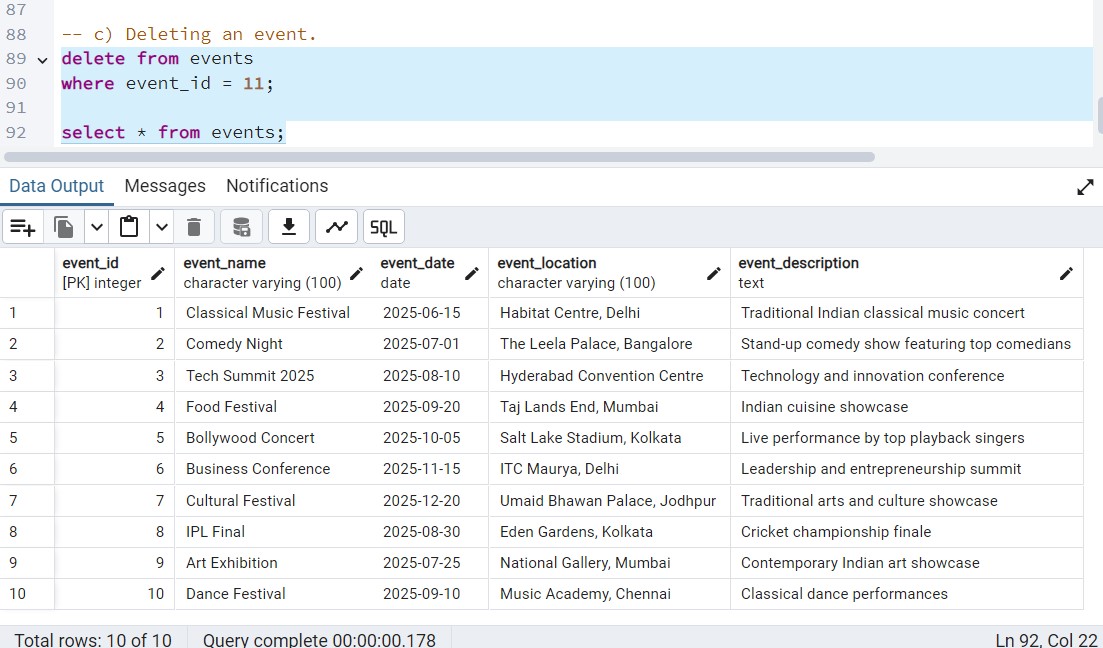 87
88 -- c) Deleting an event.
89 delete from events
90 where event_id = 11;
91
92 select * from events;
Data Output Messages Notifications
SQL
event_id event_name event_date event_location event_description
[PK] integer character varying (100) date character varying (100) text
1 1 Classical Music Festival 2025-06-15 Habitat Centre, Delhi Traditional Indian classical music concert
2 2 Comedy Night 2025-07-01 The Leela Palace, Bangalore Stand-up comedy show featuring top comedians
3 3 Tech Summit 2025 2025-08-10 Hyderabad Convention Centre Technology and innovation conference
4 4 Food Festival 2025-09-20 Taj Lands End, Mumbai Indian cuisine showcase
5 5 Bollywood Concert 2025-10-05 Salt Lake Stadium, Kolkata Live performance by top playback singers
6 6 Business Conference 2025-11-15 ITC Maurya, Delhi Leadership and entrepreneurship summit
7 7 Cultural Festival 2025-12-20 Umaid Bhawan Palace, Jodhpur Traditional arts and culture showcase
8 8 IPL Final 2025-08-30 Eden Gardens, Kolkata Cricket championship finale
9 9 Art Exhibition 2025-07-25 National Gallery, Mumbai Contemporary Indian art showcase
10 10 Dance Festival 2025-09-10 Music Academy, Chennai Classical dance performances
Total rows: 10 of 10 Query complete 00:00:00.178 Ln 92, Col 22